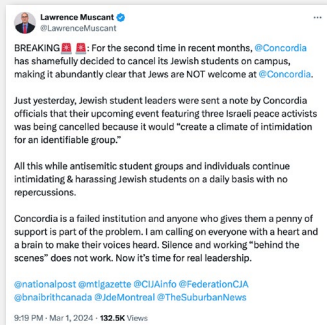 Lawrence Muscant
@LawrenceMuscant
BREAKING🚨 🚨: For the second time in recent months, @Concordia
has shamefully decided to cancel its Jewish students on campus,
making it abundantly clear that Jews are NOT welcome at @Concordia.
Just yesterday, Jewish student leaders were sent a note by Concordia
officials that their upcoming event featuring three Israeli peace activists
was being cancelled because it would “create a climate of intimidation
for an identifiable group.”
All this while antisemitic student groups and individuals continue
intimidating & harassing Jewish students on a daily basis with no
repercussions.
Concordia is a failed institution and anyone who gives them a penny of
support is part of the problem. I am calling on everyone with a heart and
a brain to make their voices heard. Silence and working “behind the
scenes” does not work. Now it’s time for real leadership.
@nationalpost @mtlgazette @CIJAinfo @FederationCJA
@bnaibrithcanada @JdeMontreal @TheSuburbanNews
9:19 PM · Mar 1, 2024 · 132.5K Views